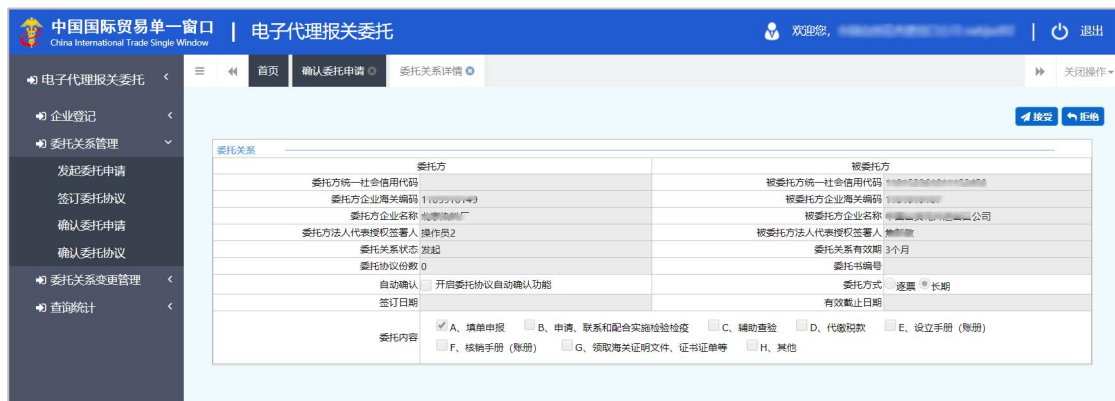 中国国际贸易单一窗口 | 电子代理报关委托 欢迎您, | 退出
China International Trade Single Window
电子代理报关委托 首页 确认委托申请 委托关系详情 关闭操作
企业登记
接受 拒绝
委托关系管理
发起委托申请
签订委托协议
确认委托申请
确认委托协议
委托关系变更管理
查询统计
委托关系
委托方 被委托方
委托方统一社会信用代码 被委托方统一社会信用代码
委托方企业海关编码 被委托方企业海关编码
委托方企业名称 被委托方企业名称 公司
委托方法人代表授权签署人 操作员2 被委托方法人代表授权签署人
委托关系状态 发起 委托关系有效期 3个月
委托协议份数 0 委托书编号
自动确认 开启委托协议自动确认功能 委托方式 逐票 长期
签订日期 有效截止日期
委托内容 A、填单申报 B、申请、联系和配合实施检验检疫 C、辅助查验 D、代缴税款 E、设立手册 (账册)
F、核销手册 (账册) G、领取海关证明文件、证书证单等 H、其他